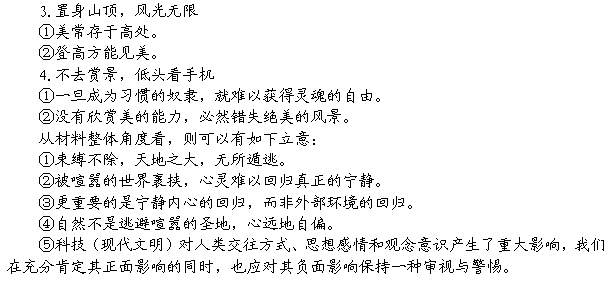 3. 置身山顶，风光无限
①美常存于高处。
②登高方能见美。
4. 不去赏景，低头看手机
①一旦成为习惯的奴隶，就难以获得灵魂的自由。
②没有欣赏美的能力，必然错失绝美的风景。
从材料整体角度看，则可以有如下立意：
①束缚不除，天地之大，无所遁逃。
②被喧嚣的世界裹挟，心灵难以回归真正的宁静。
③更重要的是宁静内心的回归，而非外部环境的回归。
④自然不是逃避喧嚣的圣地，心远地自偏。
⑤科技（现代文明）对人类交往方式、思想感情和观念意识产生了重大影响，我们
在充分肯定其正面影响的同时，也应对其负面影响保持一种审视与警惕。